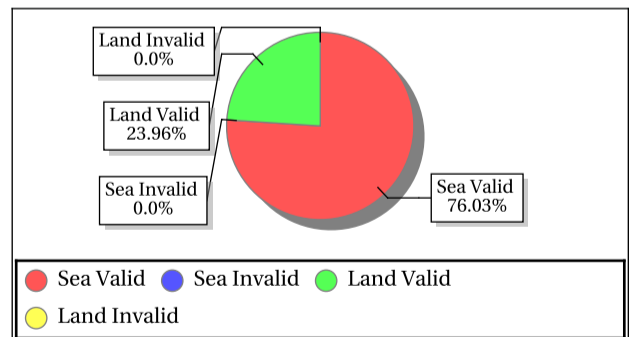 Land Invalid
0.0%
Land Valid
23.96%
Sea Invalid
0.0%
Sea Valid
76.03%
Sea Valid Sea Invalid Land Valid
Land Invalid